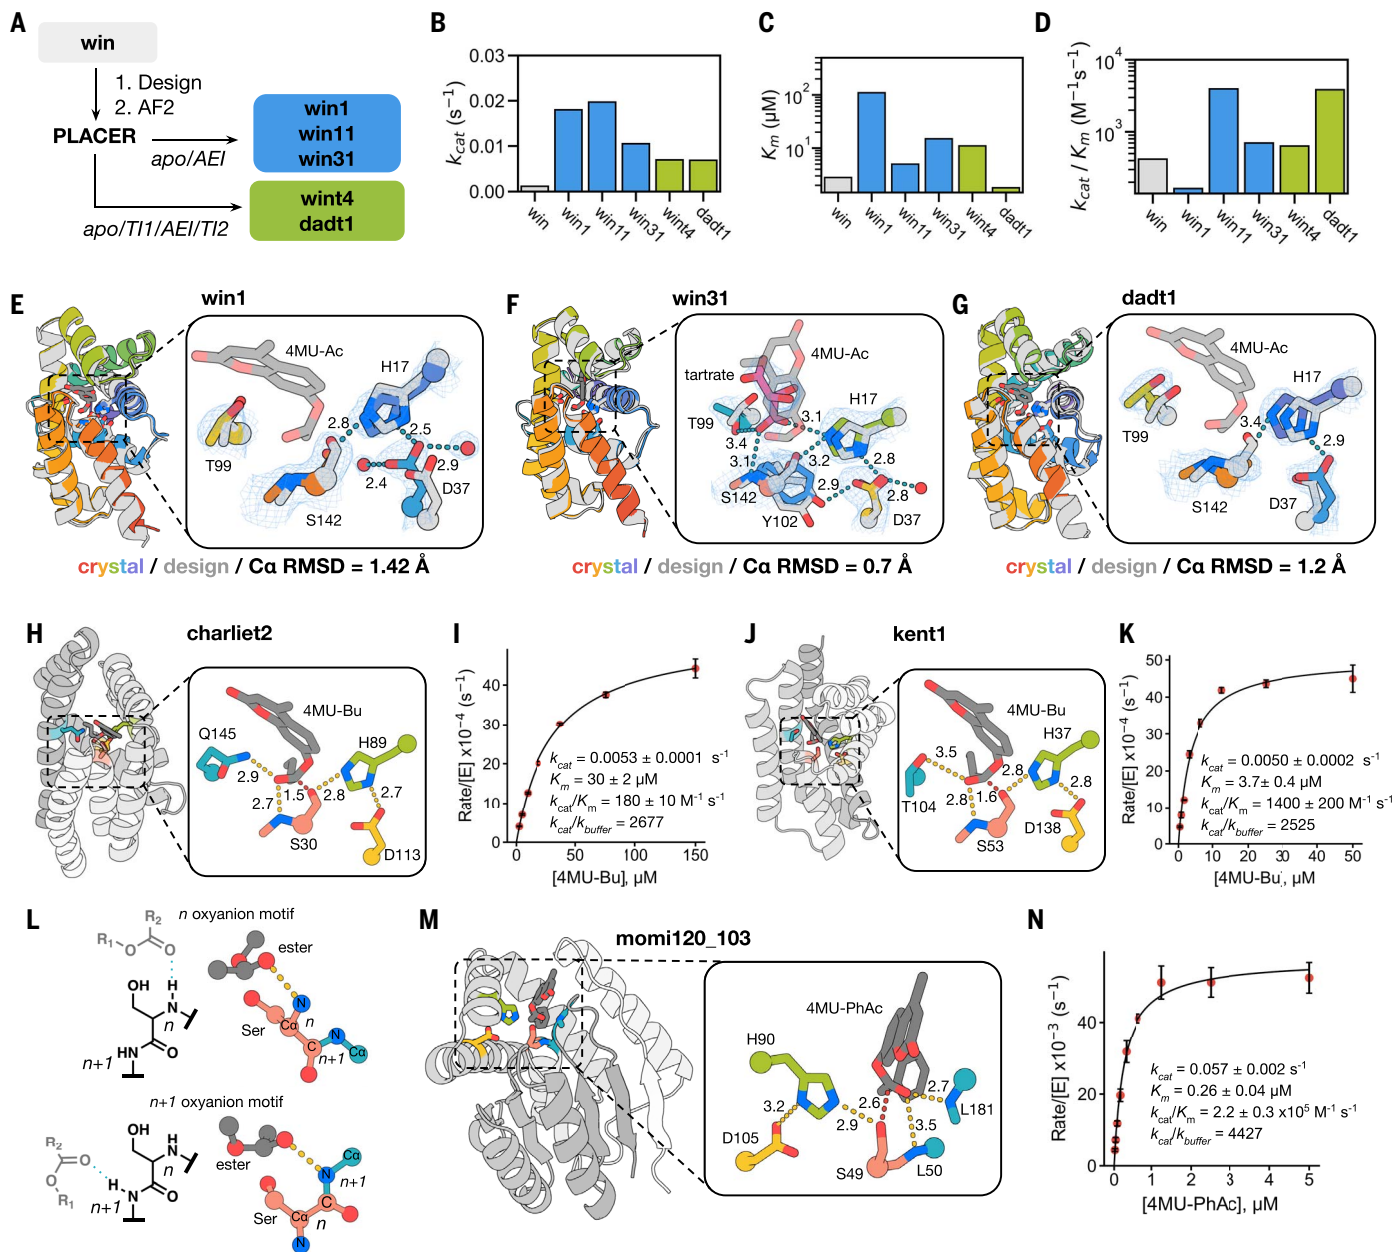 A
win
1. Design
2. AF2
PLACER
apo/AEI
win1
win11
win31
apo/TI1/AEI/TI2
wint4
dadt1
B
0.03
0.02
0.01
0.00
kcat (s⁻¹)
win
win1
win11
win31
wint4
dadt1
C
10²
10¹
Km (µM)
win
win1
win11
win31
wint4
dadt1
D
10⁴
10³
kcat / Km (M⁻¹s⁻¹)
win
win1
win11
win31
wint4
dadt1
E
win1
4MU-Ac
H17
2.8
2.5
2.9
2.4
T99
S142
D37
crystal / design / Cα RMSD = 1.42 Å
F
win31
4MU-Ac
tartrate
H17
T99
3.1
3.4
3.1
3.2
2.8
2.9
2.8
S142
Y102
D37
crystal / design / Cα RMSD = 0.7 Å
G
dadt1
4MU-Ac
H17
T99
3.4
2.9
S142
D37
crystal / design / Cα RMSD = 1.2 Å
H
charliet2
Q145
4MU-Bu
H89
2.9
2.7
1.5
2.8
2.7
S30
D113
I
Rate/[E] x10⁻⁴ (s⁻¹)
40
30
20
10
0
kcat = 0.0053 ± 0.0001 s⁻¹
Km = 30 ± 2 µM
kcat/Km = 180 ± 10 M⁻¹ s⁻¹
kcat/kbuffer = 2677
0 50 100 150
[4MU-Bu], µM
J
kent1
4MU-Bu
H37
3.5
2.8
2.8
2.8
1.6
T104
S53
D138
K
Rate/[E] x10⁻⁴ (s⁻¹)
50
40
30
20
10
0
kcat = 0.0050 ± 0.0002 s⁻¹
Km = 3.7± 0.4 µM
kcat/Km = 1400 ± 200 M⁻¹ s⁻¹
kcat/kbuffer = 2525
0 10 20 30 40 50
[4MU-Bu], µM
L
n oxyanion motif
R₂
R₁
O
O
ester
OH
H
N
n
HN
O
n+1
N
n
Ser
Cα
N
C
n+1
Cα
n+1 oxyanion motif
R₂
O
O
R₁
OH
H
N
n
H
N
O
n+1
ester
Cα
N
n+1
C
Ser
Cα
n
N
M
momi120_103
4MU-PhAc
H90
2.7
2.6
L181
3.2
2.9
3.5
D105
S49
L50
N
Rate/[E] x10⁻³ (s⁻¹)
40
20
0
kcat = 0.057 ± 0.002 s⁻¹
Km = 0.26 ± 0.04 µM
kcat/Km = 2.2 ± 0.3 x10⁵ M⁻¹ s⁻¹
kcat/kbuffer = 4427
0 1 2 3 4 5
[4MU-PhAc], µM